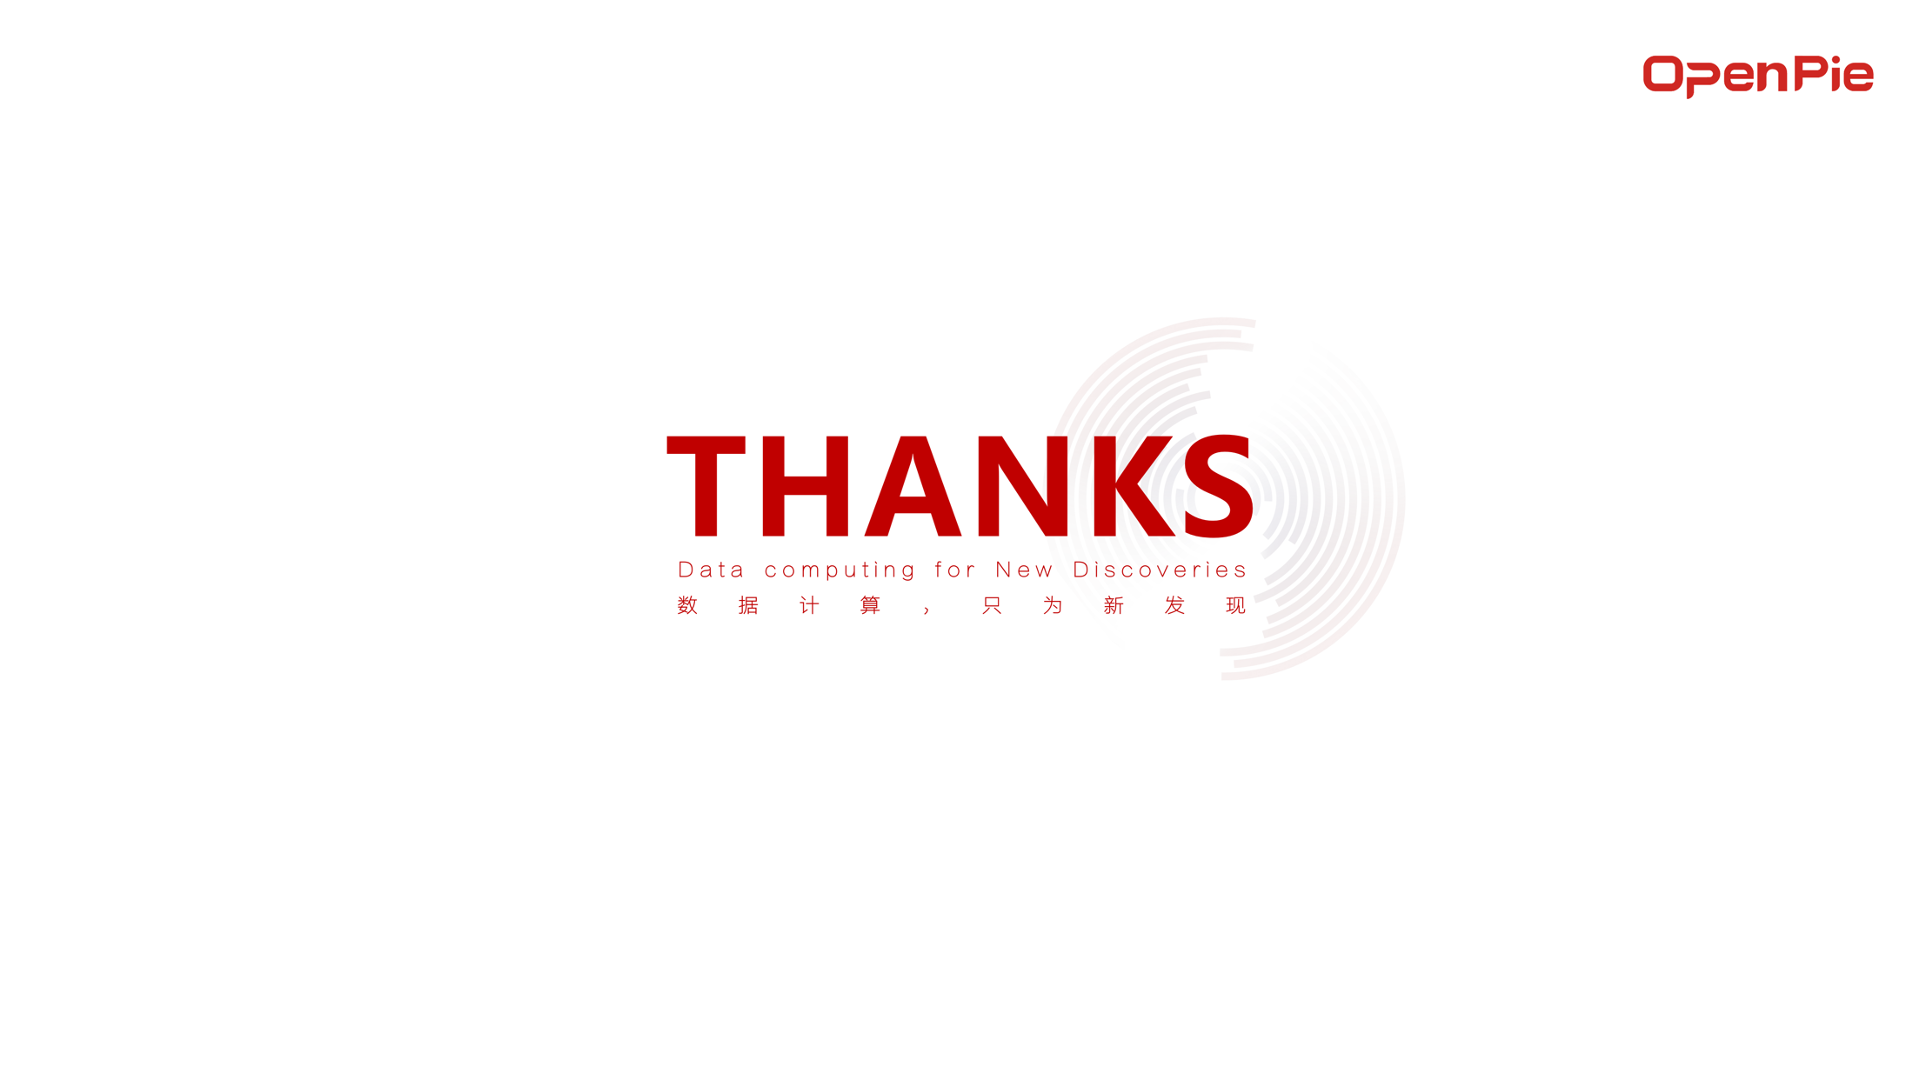 OpenPie
THANKS
Data computing for New Discoveries
数据计算，只为新发现